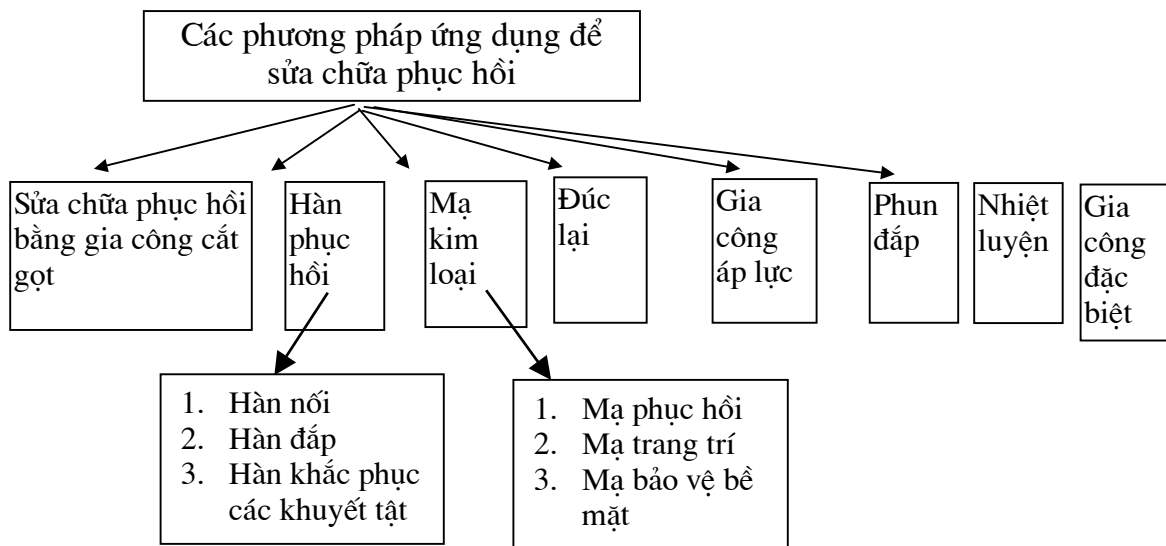 Các phương pháp ứng dụng để
sửa chữa phục hồi
Sửa chữa phục hồi
bằng gia công cắt
gọt
Hàn
phục
hồi
Mạ
kim
loại
Đúc
lại
Gia
công
áp lực
Phun
đắp
Nhiệt
luyện
Gia
công
đặc
biệt
1. Hàn nối
2. Hàn đắp
3. Hàn khắc phục
các khuyết tật
1. Mạ phục hồi
2. Mạ trang trí
3. Mạ bảo vệ bề
mặt